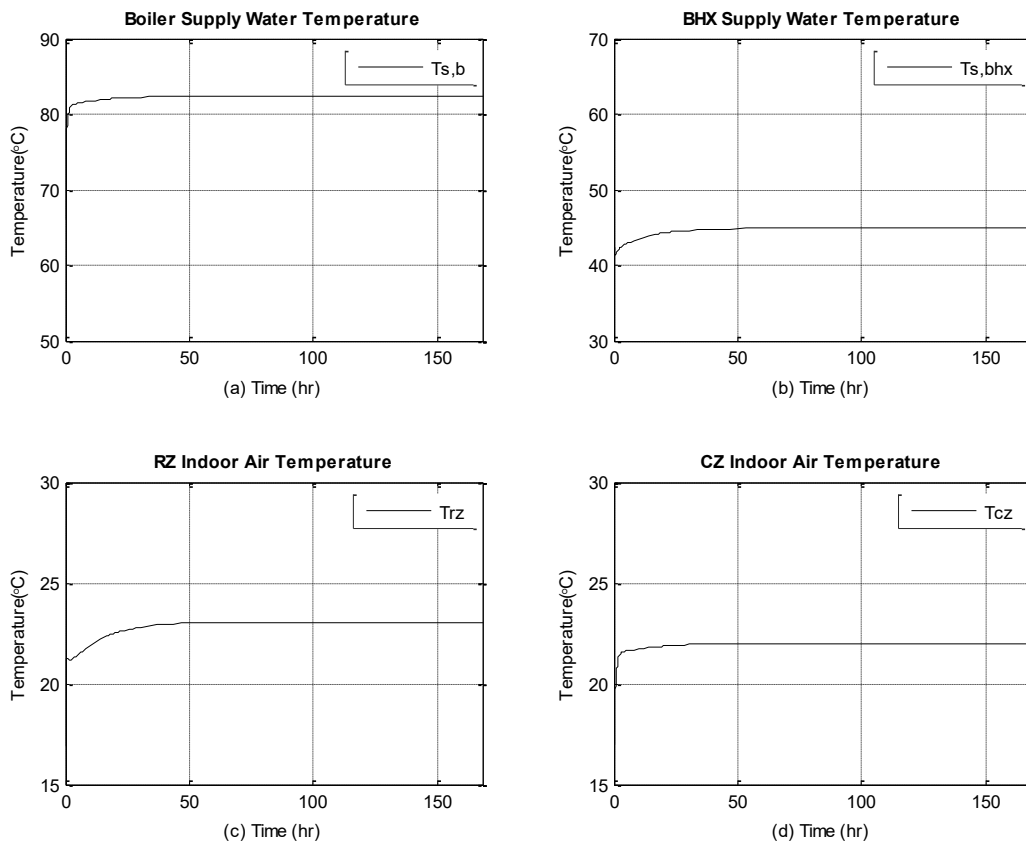 Boiler Supply Water Temperature
90
80
70
60
50
Temperature(°C)
Ts,b
0 50 100 150
(a) Time (hr)
BHX Supply Water Temperature
70
60
50
40
30
Temperature(°C)
Ts,bhx
0 50 100 150
(b) Time (hr)
RZ Indoor Air Temperature
30
25
20
15
Temperature(°C)
Trz
0 50 100 150
(c) Time (hr)
CZ Indoor Air Temperature
30
25
20
15
Temperature(°C)
Tcz
0 50 100 150
(d) Time (hr)